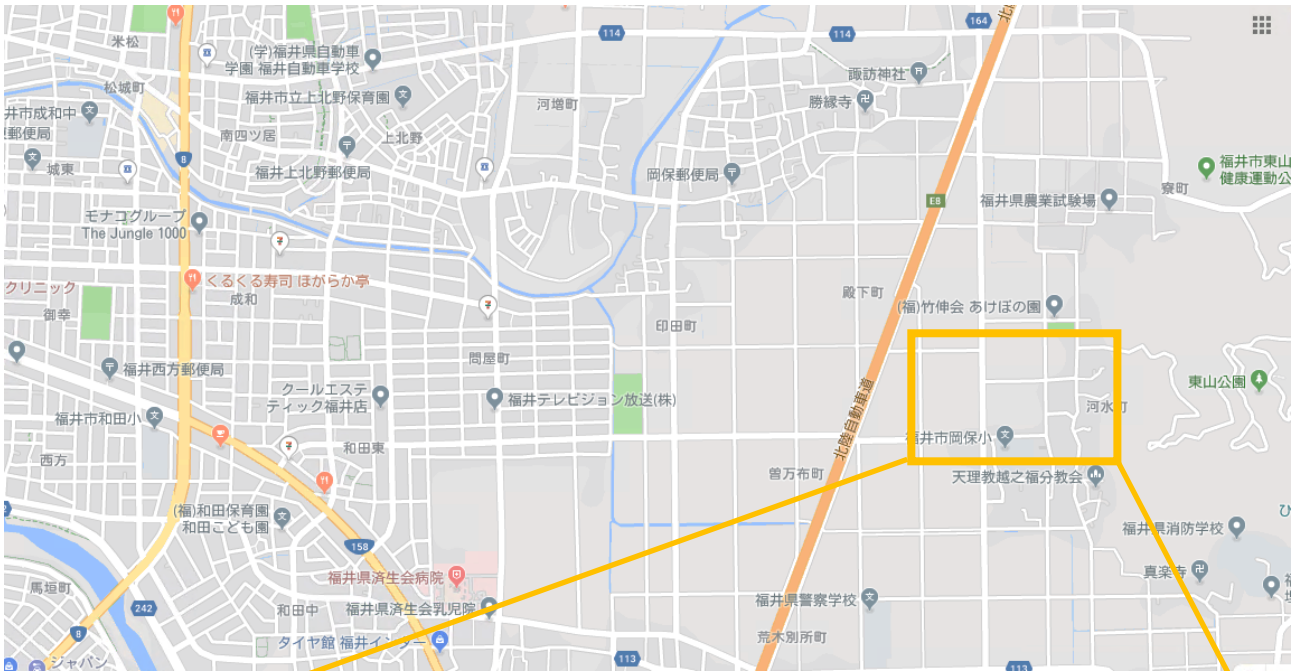 米松
(学)福井県自動車
学園 福井自動車学校
114
114
164
松城町
福井市立上北野保育園
河増町
諏訪神社
勝縁寺
井市成和中
郵便局
南四ツ居
上北野
8
城東
福井上北野郵便局
岡保郵便局
福井市東山
健康運動公
寮町
E8
福井県農業試験場
モナコグループ
The Jungle 1000
くるくる寿司 ほがらか亭
クリニック
成和
御幸
殿下町
(福)竹伸会 あけぼの園
印田町
問屋町
福井西方郵便局
クールエステ
ティック福井店
福井テレビジョン放送(株)
北陸自動車道
東山公園
河水町
福井市和田小
和田東
福井市岡保小
西方
曽万布町
天理教越之福分教会
(福)和田保育園
和田こども園
158
福井県消防学校
ひ
福井県済生会病院
真楽寺
馬垣町
242
和田中
福井県済生会乳児院
福井県警察学校
8
タイヤ館 福井インター
荒木別所町
113
113
ジャパン